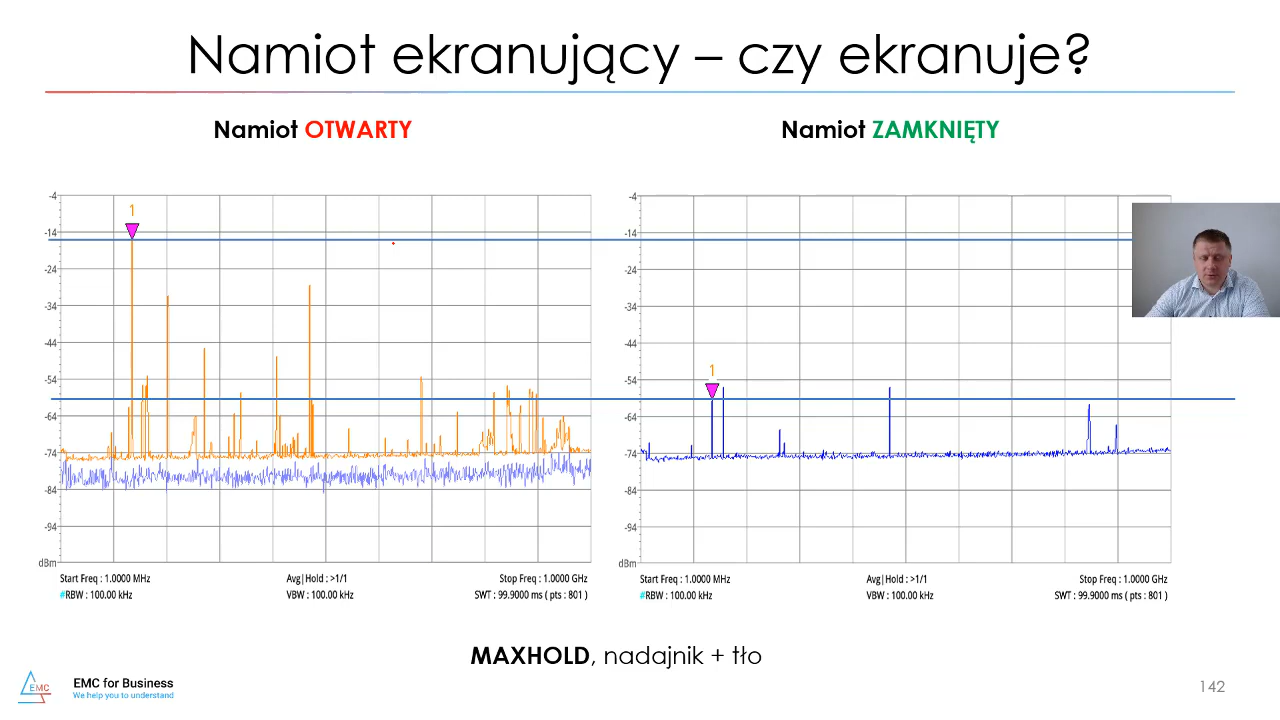 Namiot ekranujący – czy ekranuje?
Namiot OTWARTY
Namiot ZAMKNIĘTY
-4
-14
-24
-34
-44
-54
-64
-74
-84
-94
dBm
1
Start Freq : 1.0000 MHz
Avg|Hold : >1/1
Stop Freq : 1.0000 GHz
#RBW : 100.00 kHz
VBW : 100.00 kHz
SWT : 99.9000 ms ( pts : 801 )
-4
-14
-24
-34
-44
-54
-64
-74
-84
-94
dBm
1
Start Freq : 1.0000 MHz
Avg|Hold : >1/1
Stop Freq : 1.0000 GHz
#RBW : 100.00 kHz
VBW : 100.00 kHz
SWT : 99.9000 ms ( pts : 801 )
MAXHOLD, nadajnik + tło
EMC
EMC for Business
We help you to understand
142